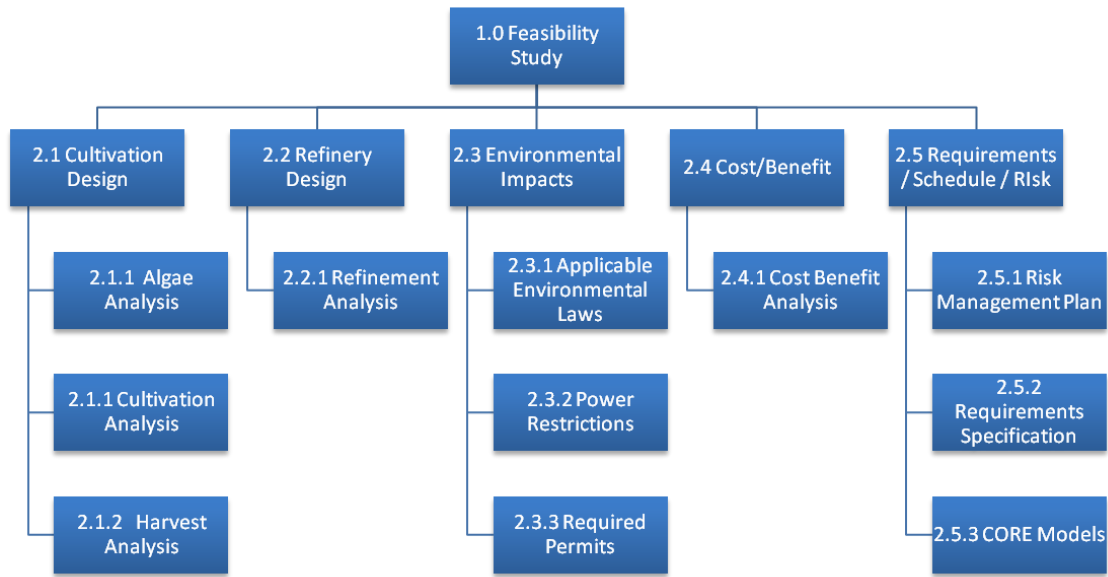 1.0 Feasibility
Study
2.1 Cultivation
Design
2.2 Refinery
Design
2.3 Environmental
Impacts
2.4 Cost/Benefit
2.5 Requirements
/ Schedule / RIsk
2.1.1 Algae
Analysis
2.2.1 Refinement
Analysis
2.3.1 Applicable
Environmental
Laws
2.4.1 Cost Benefit
Analysis
2.5.1 Risk
Management Plan
2.1.1 Cultivation
Analysis
2.3.2 Power
Restrictions
2.5.2
Requirements
Specification
2.1.2 Harvest
Analysis
2.3.3 Required
Permits
2.5.3 CORE Models